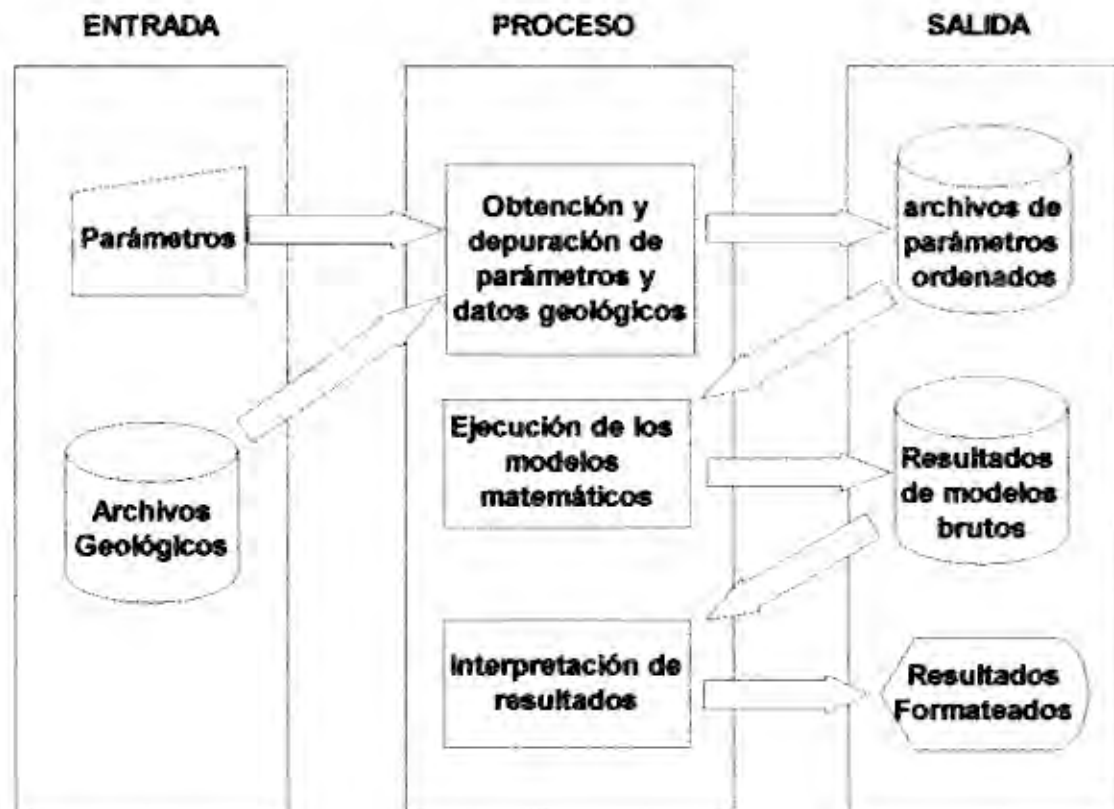 ENTRADA
PROCESO
SALIDA
Parámetros
Archivos
Geológicos
Obtención y
depuración de
parámetros y
datos geológicos
Ejecución de los
modelos
matemáticos
Interpretación de
resultados
archivos de
parámetros
ordenados
Resultados
de modelos
brutos
Resultados
Formateados